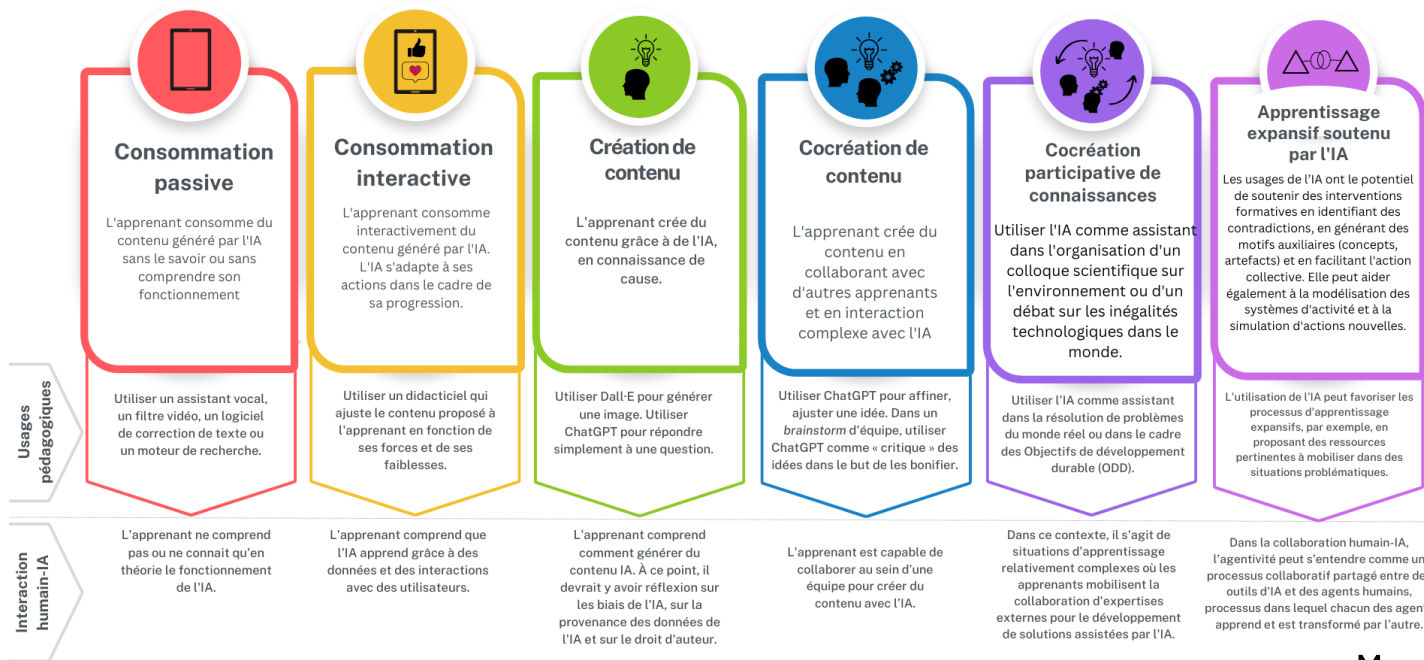 Consommation
passive
L'apprenant consomme du
contenu généré par l'IA
sans le savoir ou sans
comprendre son
fonctionnement
Consommation
interactive
L'apprenant consomme
interactivement du
contenu généré par l'IA.
L'IA s'adapte à ses
actions dans le cadre de
sa progression.
Création de
contenu
L'apprenant crée du
contenu grâce à de l'IA,
en connaissance de
cause.
Cocréation de
contenu
L'apprenant crée du
contenu en
collaborant avec
d'autres apprenants
et en interaction
complexe avec l'IA
Cocréation
participative de
connaissances
Utiliser l'IA comme assistant
dans l'organisation d'un
colloque scientifique sur
l'environnement ou d'un
débat sur les inégalités
technologiques dans le
monde.
Apprentissage
expansif soutenu
par l'IA
Les usages de l'IA ont le potentiel
de soutenir des interventions
formatives en identifiant des
contradictions, en générant des
motifs auxiliaires (concepts,
artefacts) et en facilitant l'action
collective. Elle peut aider
également à la modélisation des
systèmes d'activité et à la
simulation d'actions nouvelles.
Usages
pédagogiques
Utiliser un assistant vocal,
un filtre vidéo, un logiciel
de correction de texte ou
un moteur de recherche.
Utiliser un didacticiel qui
ajuste le contenu proposé à
l'apprenant en fonction de
ses forces et de ses
faiblesses.
Utiliser Dall·E pour générer
une image. Utiliser
ChatGPT pour répondre
simplement à une question.
Utiliser ChatGPT pour affiner,
ajuster une idée. Dans un
brainstorm d'équipe, utiliser
ChatGPT comme « critique » des
idées dans le but de les bonifier.
Utiliser l'IA comme assistant
dans la résolution de problèmes
du monde réel ou dans le cadre
des Objectifs de développement
durable (ODD).
L'utilisation de l'IA peut favoriser les
processus d'apprentissage
expansifs, par exemple, en
proposant des ressources
pertinentes à mobiliser dans des
situations problématiques.
Interaction
humain-IA
L'apprenant ne comprend
pas ou ne connait qu'en
théorie le fonctionnement
de l'IA.
L'apprenant comprend que
l'IA apprend grâce à des
données et des interactions
avec des utilisateurs.
L'apprenant comprend
comment générer du
contenu IA. À ce point, il
devrait y avoir réflexion sur
les biais de l'IA, sur la
provenance des données de
l'IA et sur le droit d'auteur.
L'apprenant est capable de
collaborer au sein d'une
équipe pour créer du
contenu avec l'IA.
Dans ce contexte, il s'agit de
situations d'apprentissage
relativement complexes où les
apprenants mobilisent la
collaboration d'expertises
externes pour le développement
de solutions assistées par l'IA.
Dans la collaboration humain-IA,
l'agentivité peut s'entendre comme un
processus collaboratif partagé entre de
outils d'IA et des agents humains,
processus dans lequel chacun des agent
apprend et est transformé par l'autre.